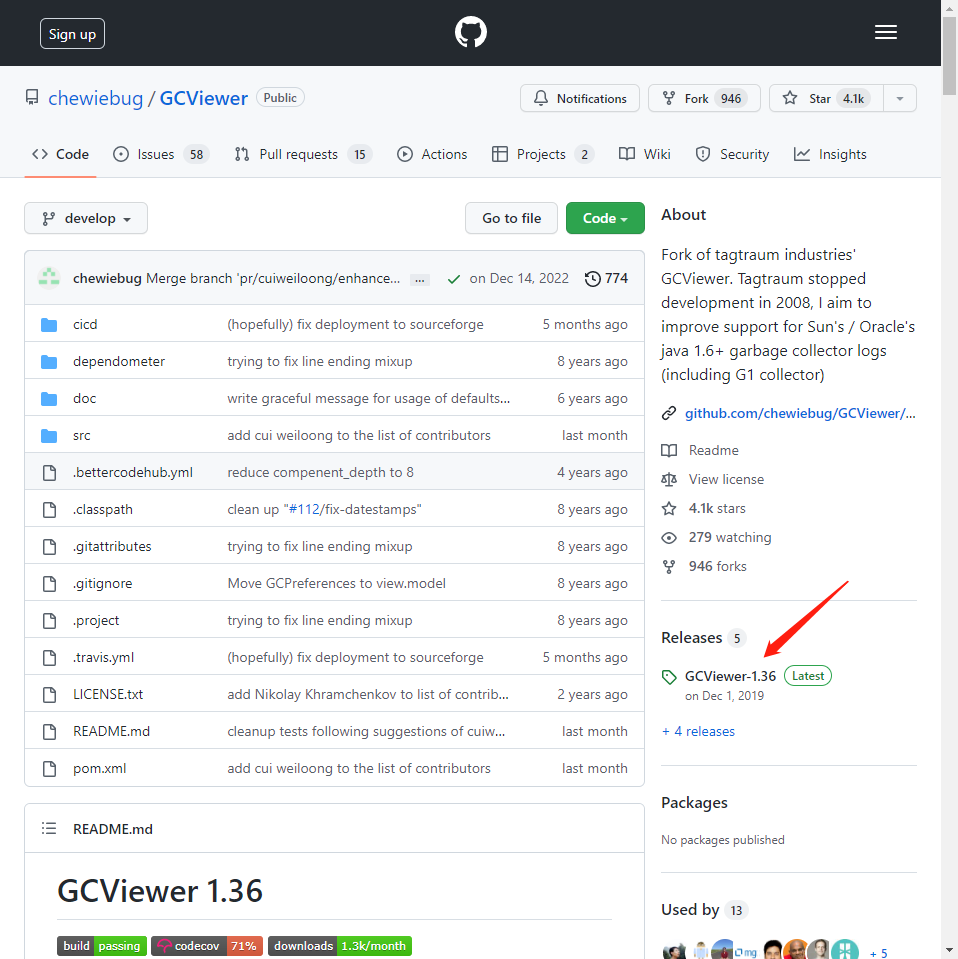 Sign up
chewiebug / GCViewer Public
Notifications Fork 946 Star 4.1k
Code Issues 58 Pull requests 15 Actions Projects 2 Wiki Security Insights
develop Go to file Code
chewiebug Merge branch 'pr/cuiweiloong/enhance... ... on Dec 14, 2022 774
cicd (hopefully) fix deployment to sourceforge 5 months ago
dependometer trying to fix line ending mixup 8 years ago
doc write graceful message for usage of defaults... 6 years ago
src add cui weiloong to the list of contributors last month
.bettercodehub.yml reduce compenent_depth to 8 4 years ago
.classpath clean up "#112/fix-datestamps" 8 years ago
.gitattributes trying to fix line ending mixup 8 years ago
.gitignore Move GCPreferences to view.model 8 years ago
.project trying to fix line ending mixup 8 years ago
.travis.yml (hopefully) fix deployment to sourceforge 5 months ago
LICENSE.txt add Nikolay Khramchenkov to list of contrib... 2 years ago
README.md cleanup tests following suggestions of cuiw... last month
pom.xml add cui weiloong to the list of contributors last month
README.md
GCViewer 1.36
build passing codecov 71% downloads 1.3k/month
About
Fork of tagtraum industries'
GCViewer. Tagtraum stopped
development in 2008, I aim to
improve support for Sun's / Oracle's
java 1.6+ garbage collector logs
(including G1 collector)
github.com/chewiebug/GCViewer/...
Readme
View license
4.1k stars
279 watching
946 forks
Releases 5
GCViewer-1.36 Latest
on Dec 1, 2019
+ 4 releases
Packages
No packages published
Used by 13
mg
+ 5